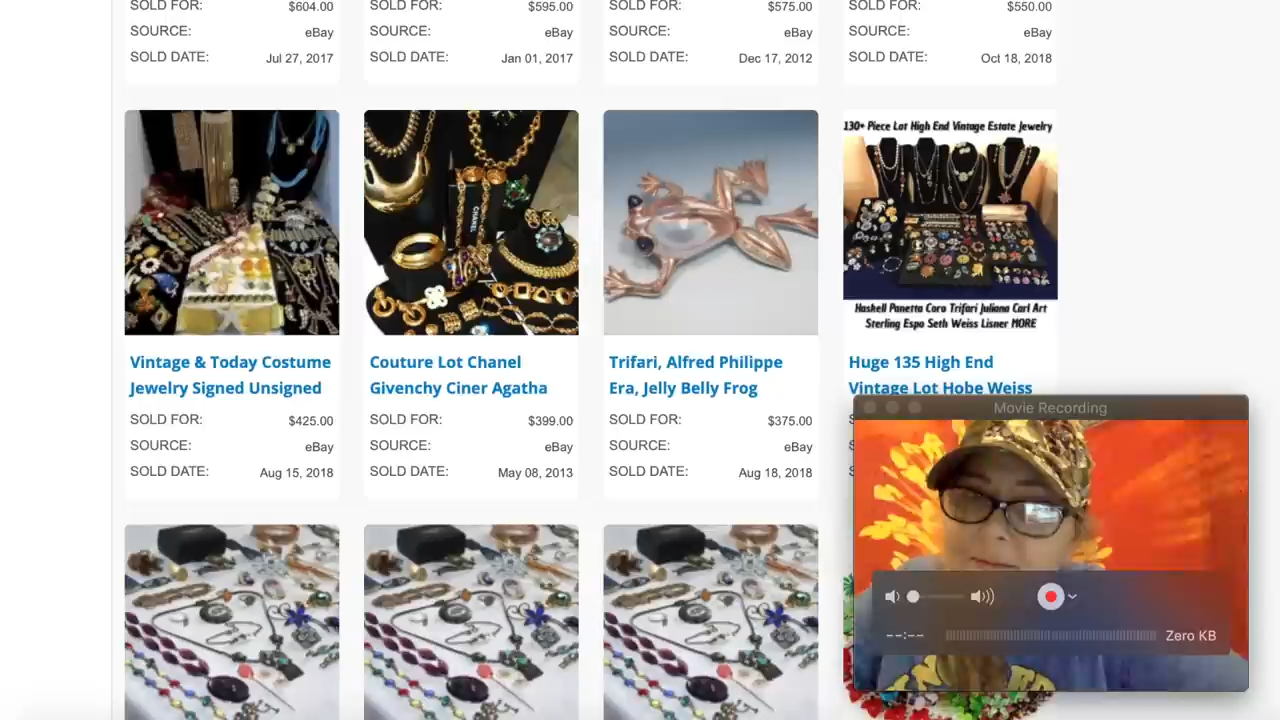 SOLD FOR: $604.00
SOURCE: eBay
SOLD DATE: Jul 27, 2017
SOLD FOR: $595.00
SOURCE: eBay
SOLD DATE: Jan 01, 2017
SOLD FOR: $575.00
SOURCE: eBay
SOLD DATE: Dec 17, 2012
SOLD FOR: $550.00
SOURCE: eBay
SOLD DATE: Oct 18, 2018
Vintage & Today Costume
Jewelry Signed Unsigned
SOLD FOR: $425.00
SOURCE: eBay
SOLD DATE: Aug 15, 2018
CHANEL
Couture Lot Chanel
Givenchy Ciner Agatha
SOLD FOR: $399.00
SOURCE: eBay
SOLD DATE: May 08, 2013
Trifari, Alfred Philippe
Era, Jelly Belly Frog
SOLD FOR: $375.00
SOURCE: eBay
SOLD DATE: Aug 18, 2018
130+ Piece Lot High End Vintage Estate Jewelry
Haskell Panetta Coro Trifari Juliana Carl Art
Sterling Espo Seth Weiss Lisner MORE
Huge 135 High End
Vintage Lot Hobe Weiss
Movie Recording
--:--
Zero KB